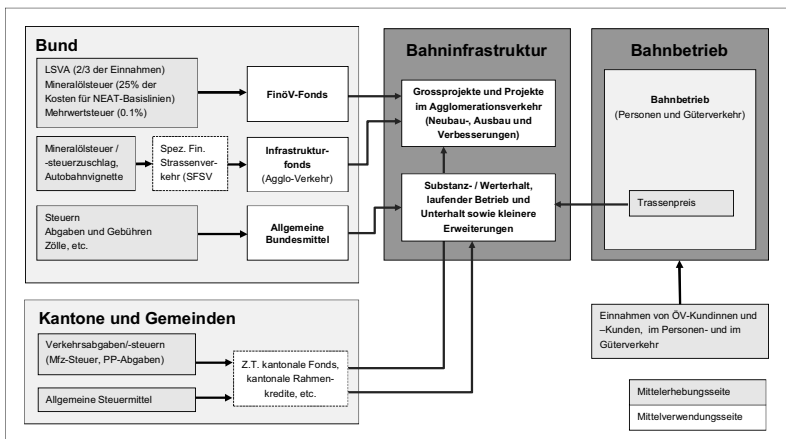 Bund
LSVA (2/3 der Einnahmen)
Mineralölsteuer (25% der
Kosten für NEAT-Basislinien)
Mehrwertsteuer (0.1%)
FinöV-Fonds
Mineralölsteuer /
-steuerzuschlag,
Autobahnvignette
Spez. Fin.
Strassenver-
kehr (SFSV
Infrastruktur-
fonds
(Agglo-Verkehr)
Steuern
Abgaben und Gebühren
Zölle, etc.
Allgemeine
Bundesmittel
Kantone und Gemeinden
Verkehrsabgaben/-steuern
(Mfz-Steuer, PP-Abgaben)
Allgemeine Steuermittel
Z.T. kantonale Fonds,
kantonale Rahmen-
kredite, etc.
Bahninfrastruktur
Grossprojekte und Projekte
im Agglomerationsverkehr
(Neubau-, Ausbau und
Verbesserungen)
Substanz- / Werterhalt,
laufender Betrieb und
Unterhalt sowie kleinere
Erweiterungen
Bahnbetrieb
Bahnbetrieb
(Personen und Güterverkehr)
Trassenpreis
Einnahmen von ÖV-Kundinnen und
–Kunden, im Personen- und im
Güterverkehr
Mittelerhebungsseite
Mittelverwendungsseite